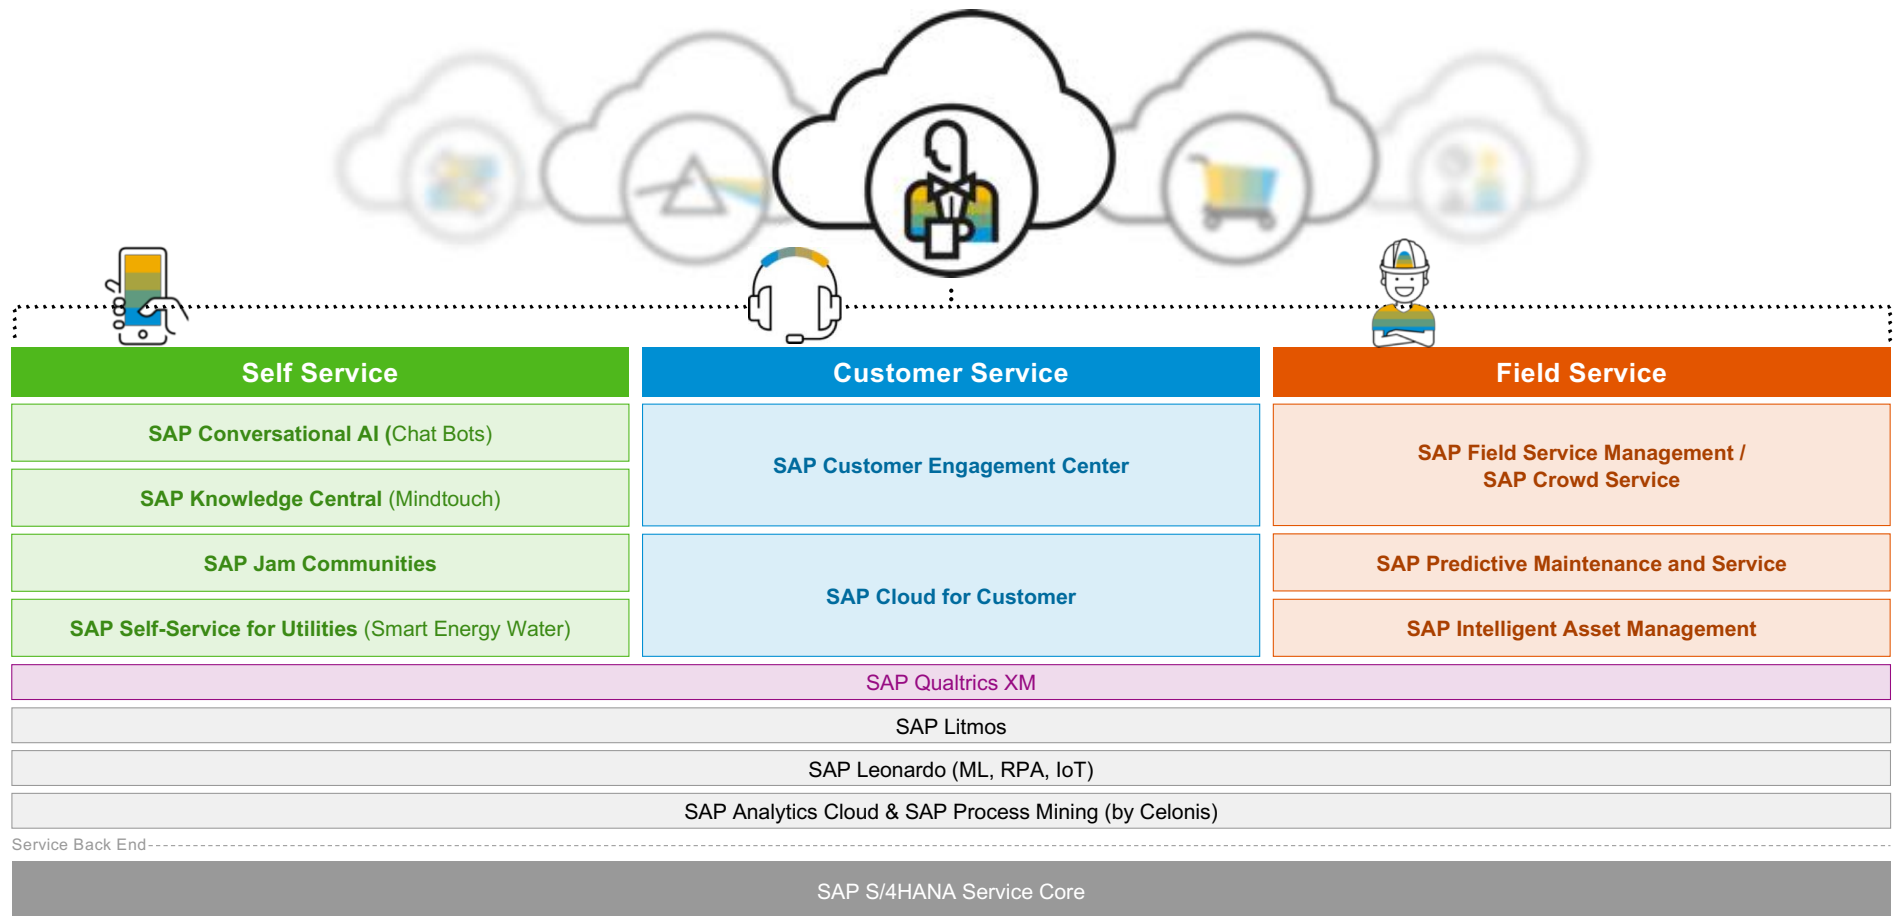 Self Service
Customer Service
Field Service
SAP Conversational AI (Chat Bots)
SAP Knowledge Central (Mindtouch)
SAP Jam Communities
SAP Self-Service for Utilities (Smart Energy Water)
SAP Customer Engagement Center
SAP Cloud for Customer
SAP Field Service Management /
SAP Crowd Service
SAP Predictive Maintenance and Service
SAP Intelligent Asset Management
SAP Qualtrics XM
SAP Litmos
SAP Leonardo (ML, RPA, IoT)
SAP Analytics Cloud & SAP Process Mining (by Celonis)
Service Back End
SAP S/4HANA Service Core